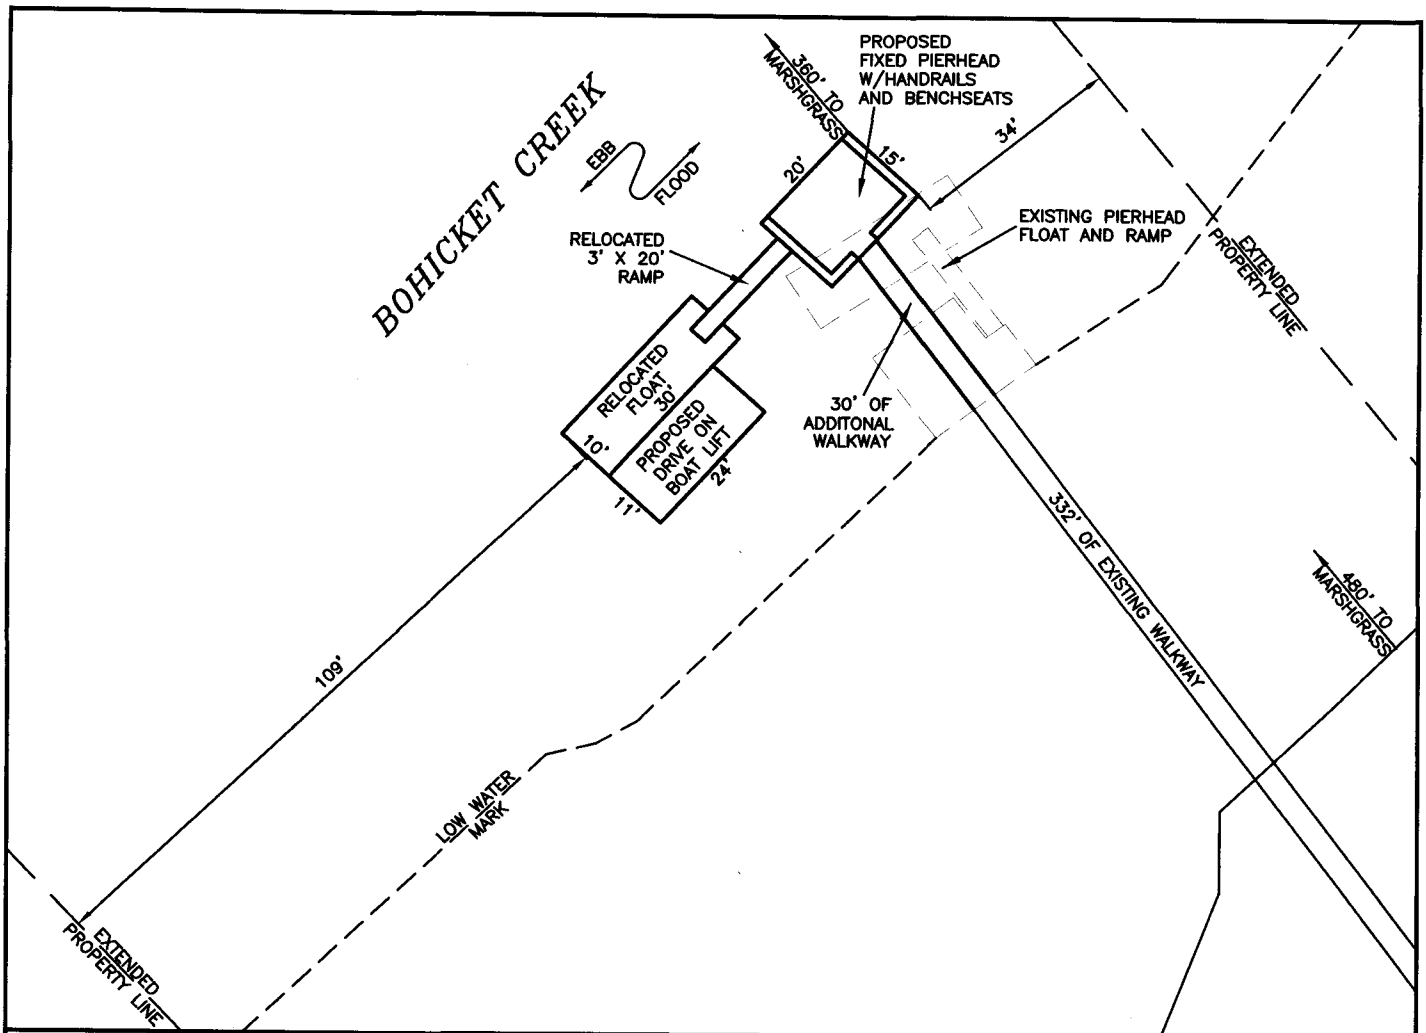 PROPOSED
FIXED PIERHEAD
W/HANDRAILS
AND BENCHSEATS
360' TO
MARSHGRASS
34'
BOHICKET CREEK
EBB
FLOOD
20'
15'
EXISTING PIERHEAD
FLOAT AND RAMP
RELOCATED
3' X 20'
RAMP
EXTENDED
PROPERTY LINE
RELOCATED
FLOAT
30'
10'
PROPOSED
DRIVE ON
BOAT LIFT
24'
11'
30' OF
ADDITONAL
WALKWAY
332' OF EXISTING WALKWAY
480' TO
MARSHGRASS
109'
LOW WATER
MARK
EXTENDED
PROPERTY LINE